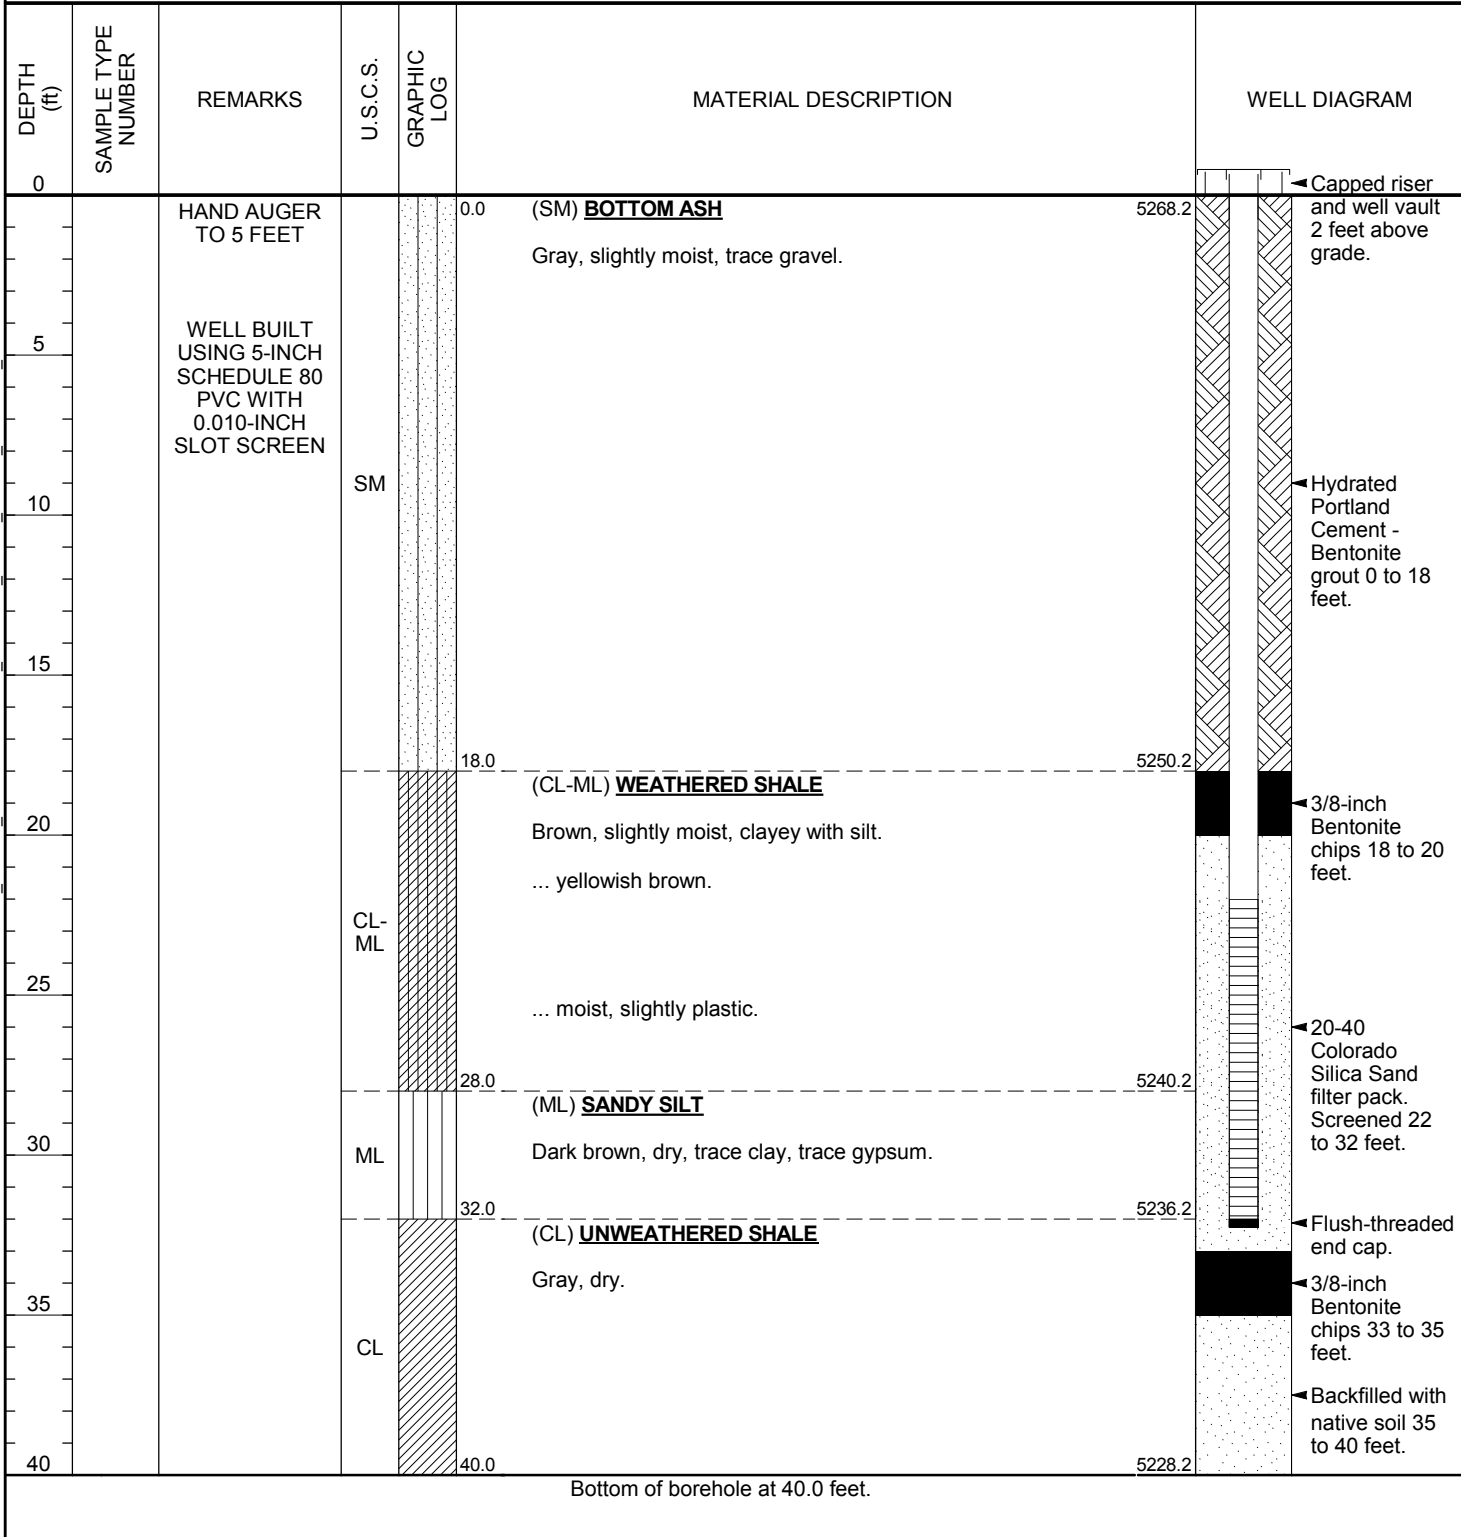 DEPTH
(ft)
SAMPLE TYPE
NUMBER
REMARKS
U.S.C.S.
GRAPHIC
LOG
MATERIAL DESCRIPTION
WELL DIAGRAM
0
HAND AUGER
TO 5 FEET
0.0
(SM) BOTTOM ASH
5268.2
Capped riser
and well vault
2 feet above
grade.
Gray, slightly moist, trace gravel.
WELL BUILT
USING 5-INCH
SCHEDULE 80
PVC WITH
0.010-INCH
SLOT SCREEN
5
SM
10
Hydrated
Portland
Cement -
Bentonite
grout 0 to 18
feet.
15
18.0
5250.2
(CL-ML) WEATHERED SHALE
20
Brown, slightly moist, clayey with silt.
3/8-inch
Bentonite
chips 18 to 20
feet.
... yellowish brown.
CL-
ML
25
... moist, slightly plastic.
20-40
Colorado
Silica Sand
filter pack.
Screened 22
to 32 feet.
28.0
5240.2
(ML) SANDY SILT
30
ML
Dark brown, dry, trace clay, trace gypsum.
32.0
5236.2
(CL) UNWEATHERED SHALE
Flush-threaded
end cap.
Gray, dry.
3/8-inch
Bentonite
chips 33 to 35
feet.
35
CL
Backfilled with
native soil 35
to 40 feet.
40
40.0
5228.2
Bottom of borehole at 40.0 feet.